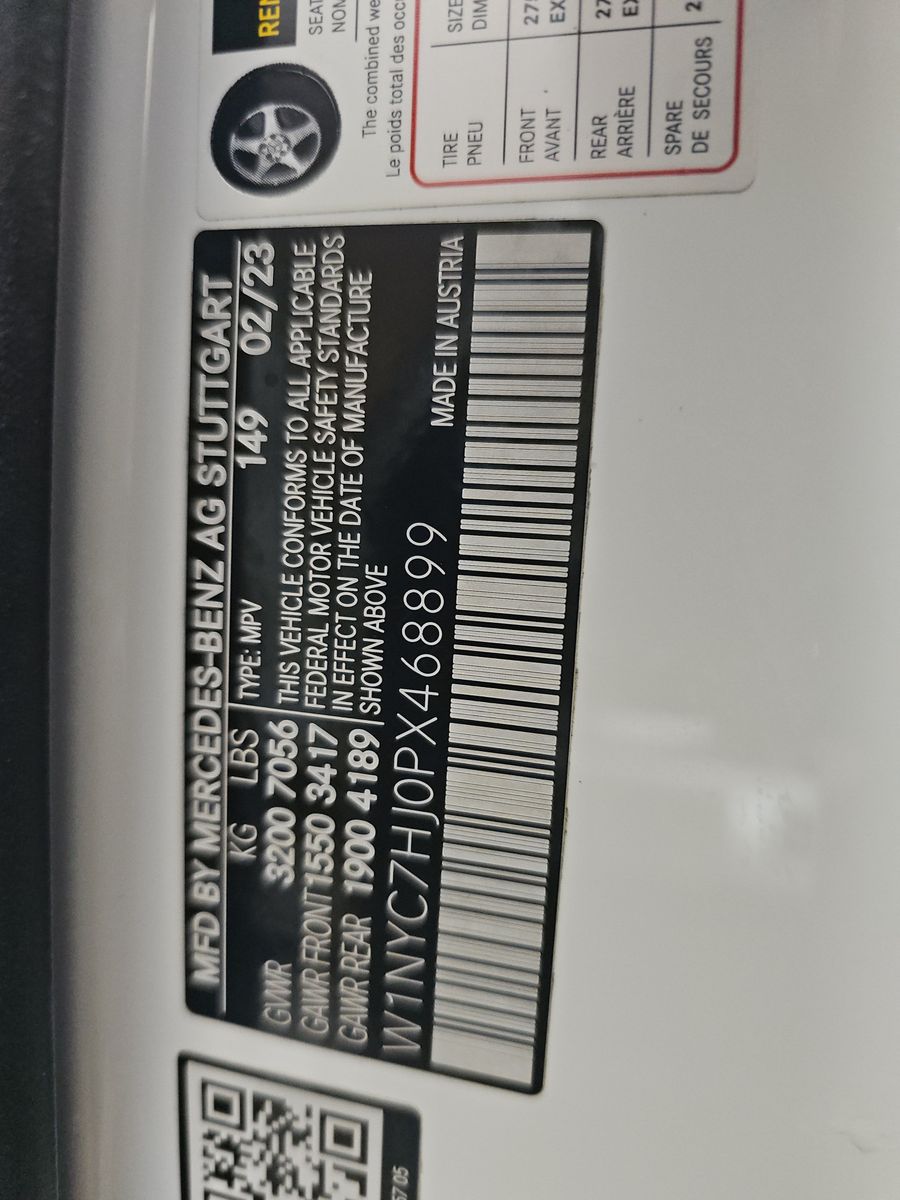 MFD BY MERCEDES-BENZ AG STUTTGART
KG LBS TYPE: MPV 149 02/23
GVWR 3200 7056 THIS VEHICLE CONFORMS TO ALL APPLICABLE
GAWR FRONT 1550 3417 FEDERAL MOTOR VEHICLE SAFETY STANDARDS
GAWR REAR 1900 4189 IN EFFECT ON THE DATE OF MANUFACTURE
SHOWN ABOVE
W1NYC7HJ0PX468899
MADE IN AUSTRIA
The combined
Le poids total des
TIRE
PNEU
FRONT
AVANT
REAR
ARRIÈRE
SPARE
DE SECOURS